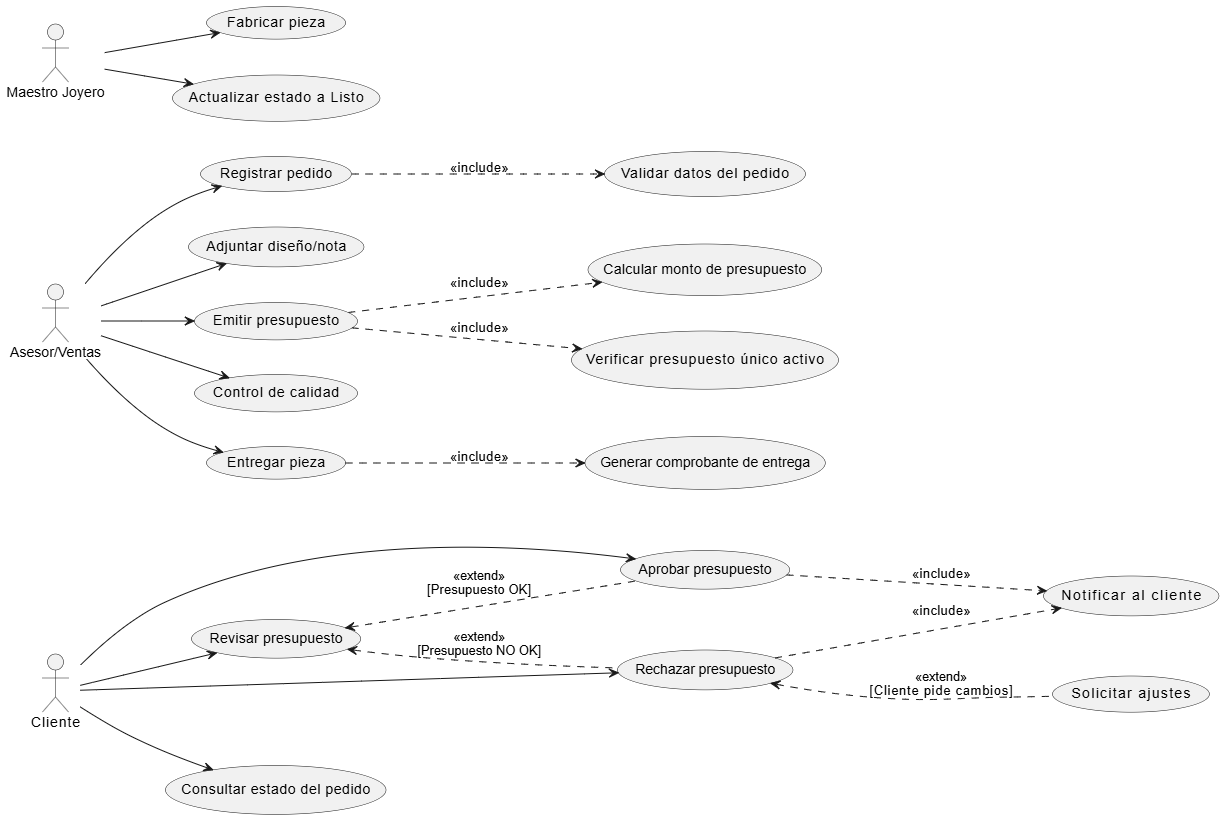 Fabricar pieza
Maestro Joyero
Actualizar estado a Listo
Registrar pedido
«include»
Validar datos del pedido
Adjuntar diseño/nota
Calcular monto de presupuesto
«include»
Emitir presupuesto
«include»
Asesor/Ventas
Verificar presupuesto único activo
Control de calidad
Entregar pieza
«include»
Generar comprobante de entrega
Aprobar presupuesto
«extend»
[Presupuesto OK]
«include»
Notificar al cliente
«include»
Revisar presupuesto
«extend»
[Presupuesto NO OK]
Rechazar presupuesto
«extend»
[Cliente pide cambios]
Solicitar ajustes
Cliente
Consultar estado del pedido